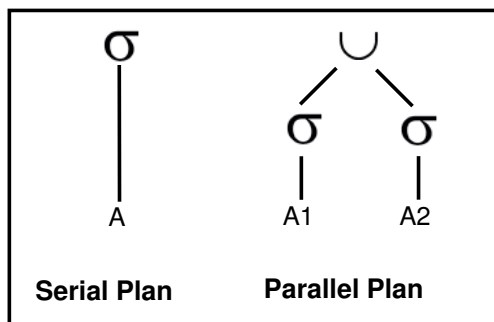 σ ∪
σ σ
A A1 A2
Serial Plan Parallel Plan